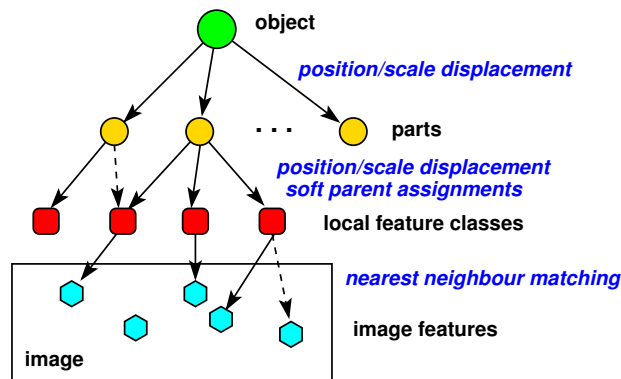 object
position/scale displacement
. . .
parts
position/scale displacement
soft parent assignments
local feature classes
nearest neighbour matching
image features
image